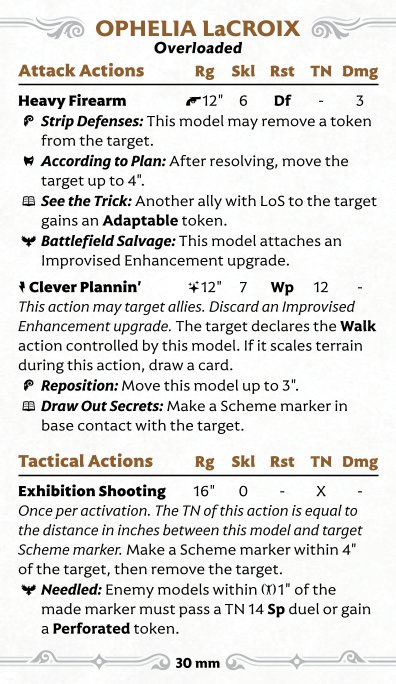 OPHELIA LaCROIX
Overloaded
Attack Actions Rg Skl Rst TN Dmg
Heavy Firearm 12" 6 Df - 3
Strip Defenses: This model may remove a token
from the target.
According to Plan: After resolving, move the
target up to 4".
See the Trick: Another ally with LoS to the target
gains an Adaptable token.
Battlefield Salvage: This model attaches an
Improvised Enhancement upgrade.
Clever Plannin’ 12" 7 Wp 12 -
This action may target allies. Discard an Improvised
Enhancement upgrade. The target declares the Walk
action controlled by this model. If it scales terrain
during this action, draw a card.
Reposition: Move this model up to 3".
Draw Out Secrets: Make a Scheme marker in
base contact with the target.
Tactical Actions Rg Skl Rst TN Dmg
Exhibition Shooting 16" 0 - X -
Once per activation. The TN of this action is equal to
the distance in inches between this model and target
Scheme marker. Make a Scheme marker within 4"
of the target, then remove the target.
Needled: Enemy models within 1" of the
made marker must pass a TN 14 Sp duel or gain
a Perforated token.
30 mm